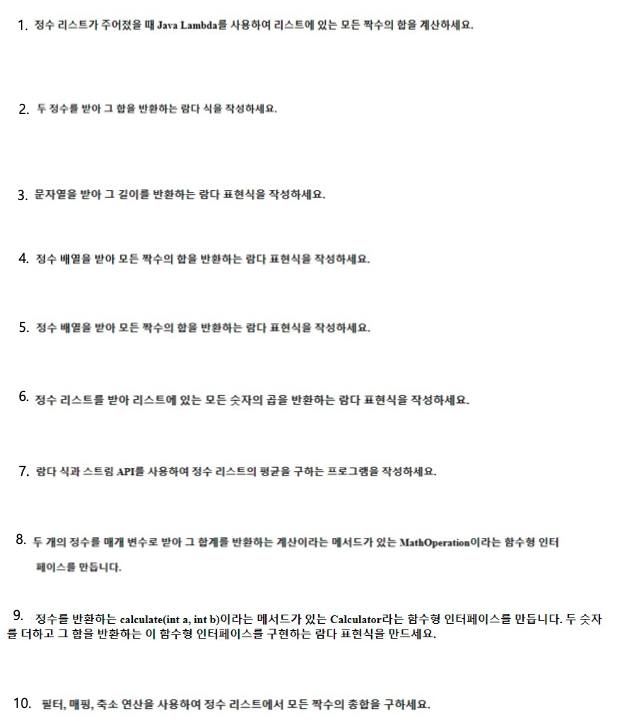 1. 정수 리스트가 주어졌을 때 Java Lambda를 사용하여 리스트에 있는 모든 짝수의 합을 계산하세요.
2. 두 정수를 받아 그 합을 반환하는 람다 식을 작성하세요.
3. 문자열을 받아 그 길이를 반환하는 람다 표현식을 작성하세요.
4. 정수 배열을 받아 모든 짝수의 합을 반환하는 람다 표현식을 작성하세요.
5. 정수 배열을 받아 모든 짝수의 합을 반환하는 람다 표현식을 작성하세요.
6. 정수 리스트를 받아 리스트에 있는 모든 숫자의 곱을 반환하는 람다 표현식을 작성하세요.
7. 람다 식과 스트림 API를 사용하여 정수 리스트의 평균을 구하는 프로그램을 작성하세요.
8. 두 개의 정수를 매개 변수로 받아 그 합계를 반환하는 계산이라는 메서드가 있는 MathOperation이라는 함수형 인터
페이스를 만듭니다.
9. 정수를 반환하는 calculate(int a, int b)이라는 메서드가 있는 Calculator라는 함수형 인터페이스를 만듭니다. 두 숫자
를 더하고 그 합을 반환하는 이 함수형 인터페이스를 구현하는 람다 표현식을 만드세요.
10. 필터, 매핑, 축소 연산을 사용하여 정수 리스트에서 모든 짝수의 총합을 구하세요.